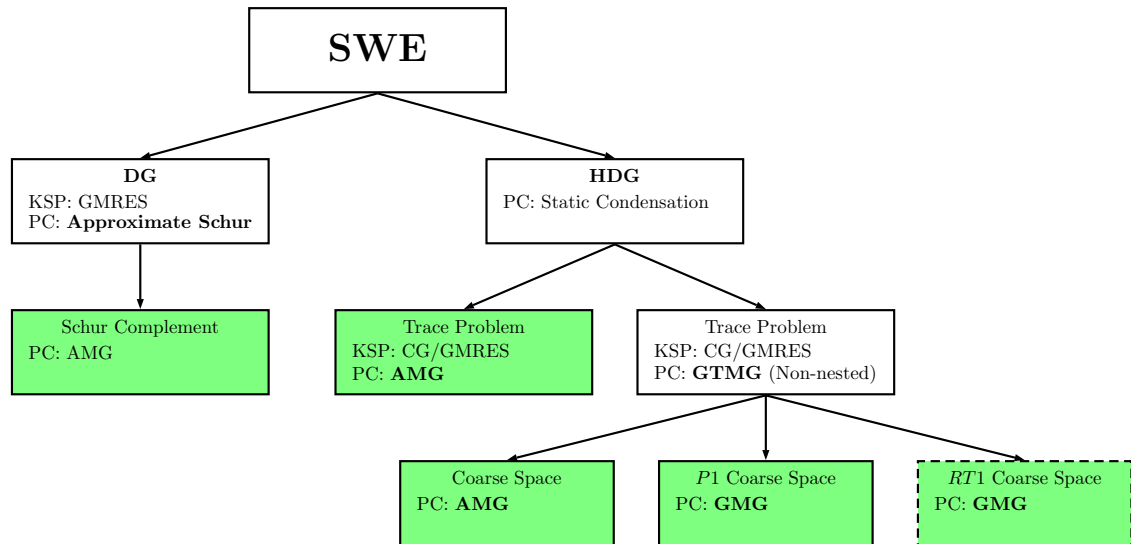 SWE
DG
KSP: GMRES
PC: Approximate Schur
HDG
PC: Static Condensation
Schur Complement
PC: AMG
Trace Problem
KSP: CG/GMRES
PC: AMG
Trace Problem
KSP: CG/GMRES
PC: GTMG (Non-nested)
Coarse Space
PC: AMG
P1 Coarse Space
PC: GMG
RT1 Coarse Space
PC: GMG